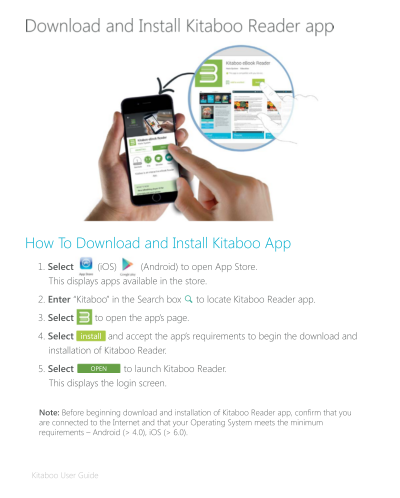 Download and Install Kitaboo Reader app
Kitaboo eBook Reader
How To Download and Install Kitaboo App
1. Select (iOS) (Android) to open App Store.
App Store Google play
This displays apps available in the store.
2. Enter "Kitaboo" in the Search box to locate Kitaboo Reader app.
3. Select to open the app's page.
4. Select install and accept the app's requirements to begin the download and
installation of Kitaboo Reader.
5. Select OPEN to launch Kitaboo Reader.
This displays the login screen.
Note: Before beginning download and installation of Kitaboo Reader app, confirm that you
are connected to the Internet and that your Operating System meets the minimum
requirements – Android (> 4.0), iOS (> 6.0).
Kitaboo User Guide